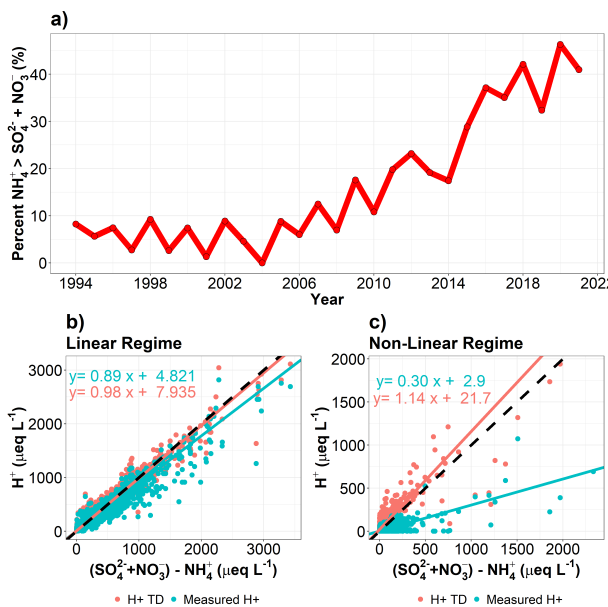 a)
Percent NH₄⁺ > SO₄²⁻ + NO₃⁻ (%)
40
30
20
10
0
1994 1998 2002 2006 2010 2014 2018 2022
Year
b)
Linear Regime
y= 0.89 x + 4.821
y= 0.98 x + 7.935
H⁺ (μeq L⁻¹)
3000
2000
1000
0
0 1000 2000 3000
(SO₄²⁻+NO₃⁻) - NH₄⁺ (μeq L⁻¹)
H+ TD Measured H+
c)
Non-Linear Regime
y= 0.30 x + 2.9
y= 1.14 x + 21.7
H⁺ (μeq L⁻¹)
2000
1500
1000
500
0
0 500 1000 1500 2000
(SO₄²⁻+NO₃⁻) - NH₄⁺ (μeq L⁻¹)
H+ TD Measured H+